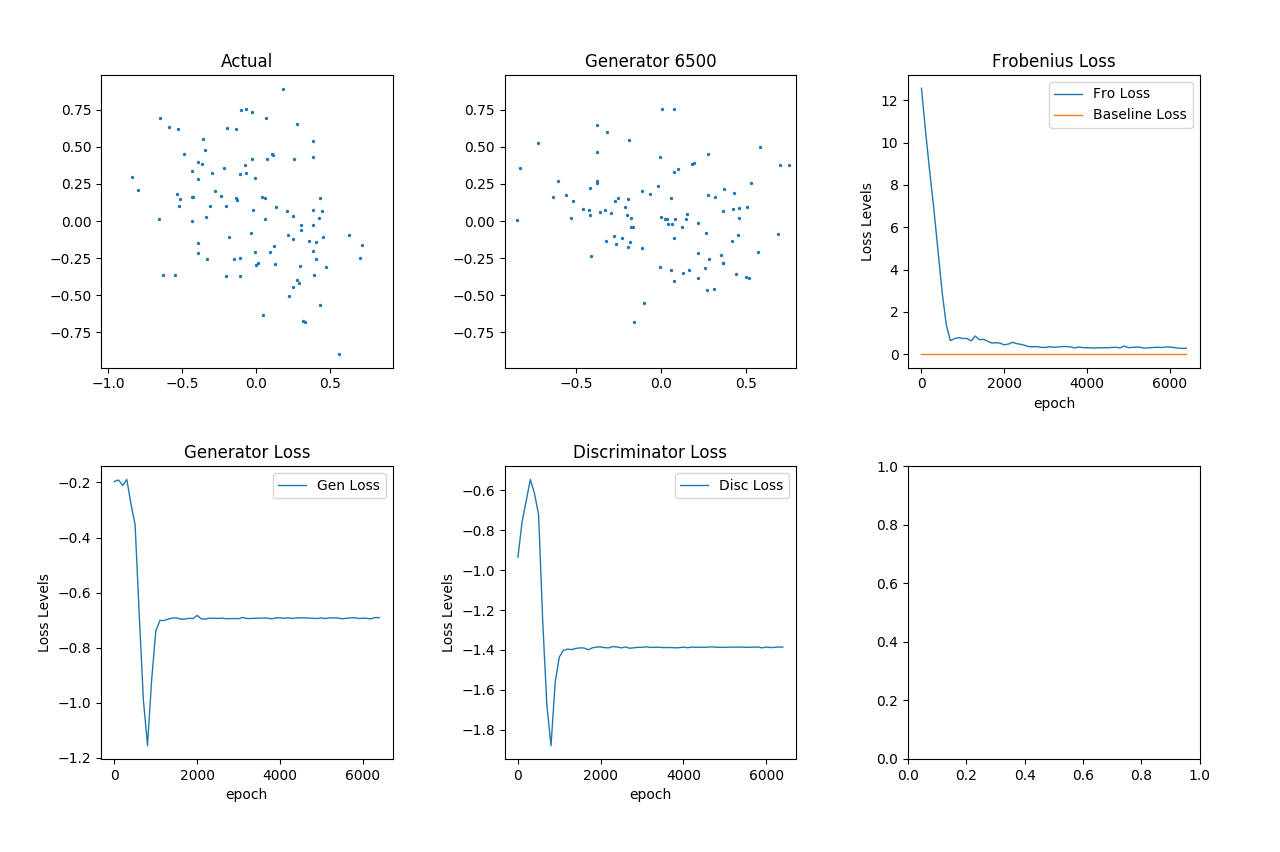 Actual
0.75
0.50
0.25
0.00
−0.25
−0.50
−0.75
−1.0 −0.5 0.0 0.5
Generator 6500
0.75
0.50
0.25
0.00
−0.25
−0.50
−0.75
−0.5 0.0 0.5
Frobenius Loss
Fro Loss
Baseline Loss
Loss Levels
12
10
8
6
4
2
0
0 2000 4000 6000
epoch
Generator Loss
Gen Loss
Loss Levels
−0.2
−0.4
−0.6
−0.8
−1.0
−1.2
0 2000 4000 6000
epoch
Discriminator Loss
Disc Loss
Loss Levels
−0.6
−0.8
−1.0
−1.2
−1.4
−1.6
−1.8
0 2000 4000 6000
epoch
1.0
0.8
0.6
0.4
0.2
0.0
0.0 0.2 0.4 0.6 0.8 1.0